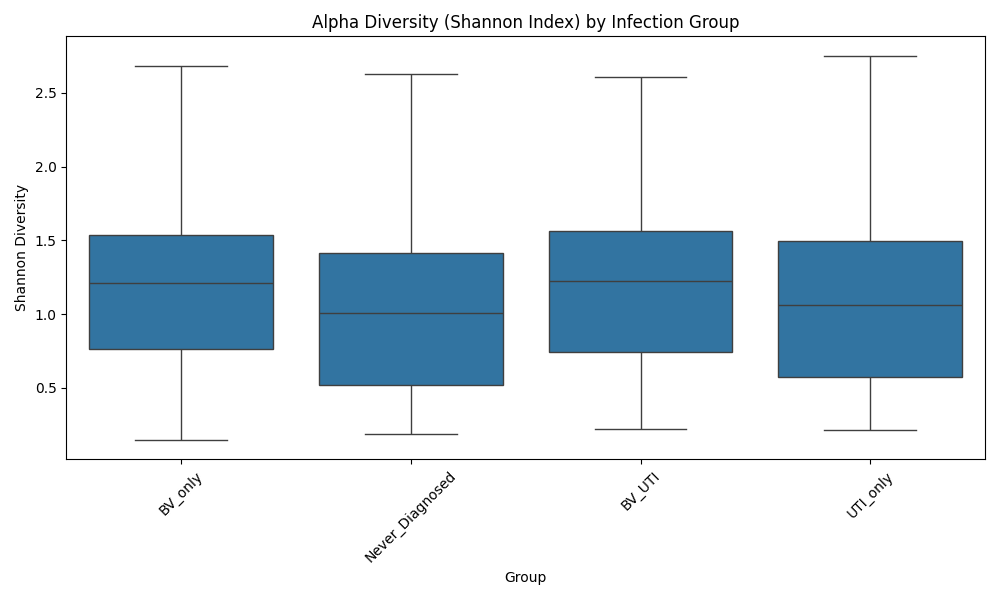 Alpha Diversity (Shannon Index) by Infection Group
Shannon Diversity
2.5
2.0
1.5
1.0
0.5
BV_only
Never_Diagnosed
BV_UTI
UTI_only
Group